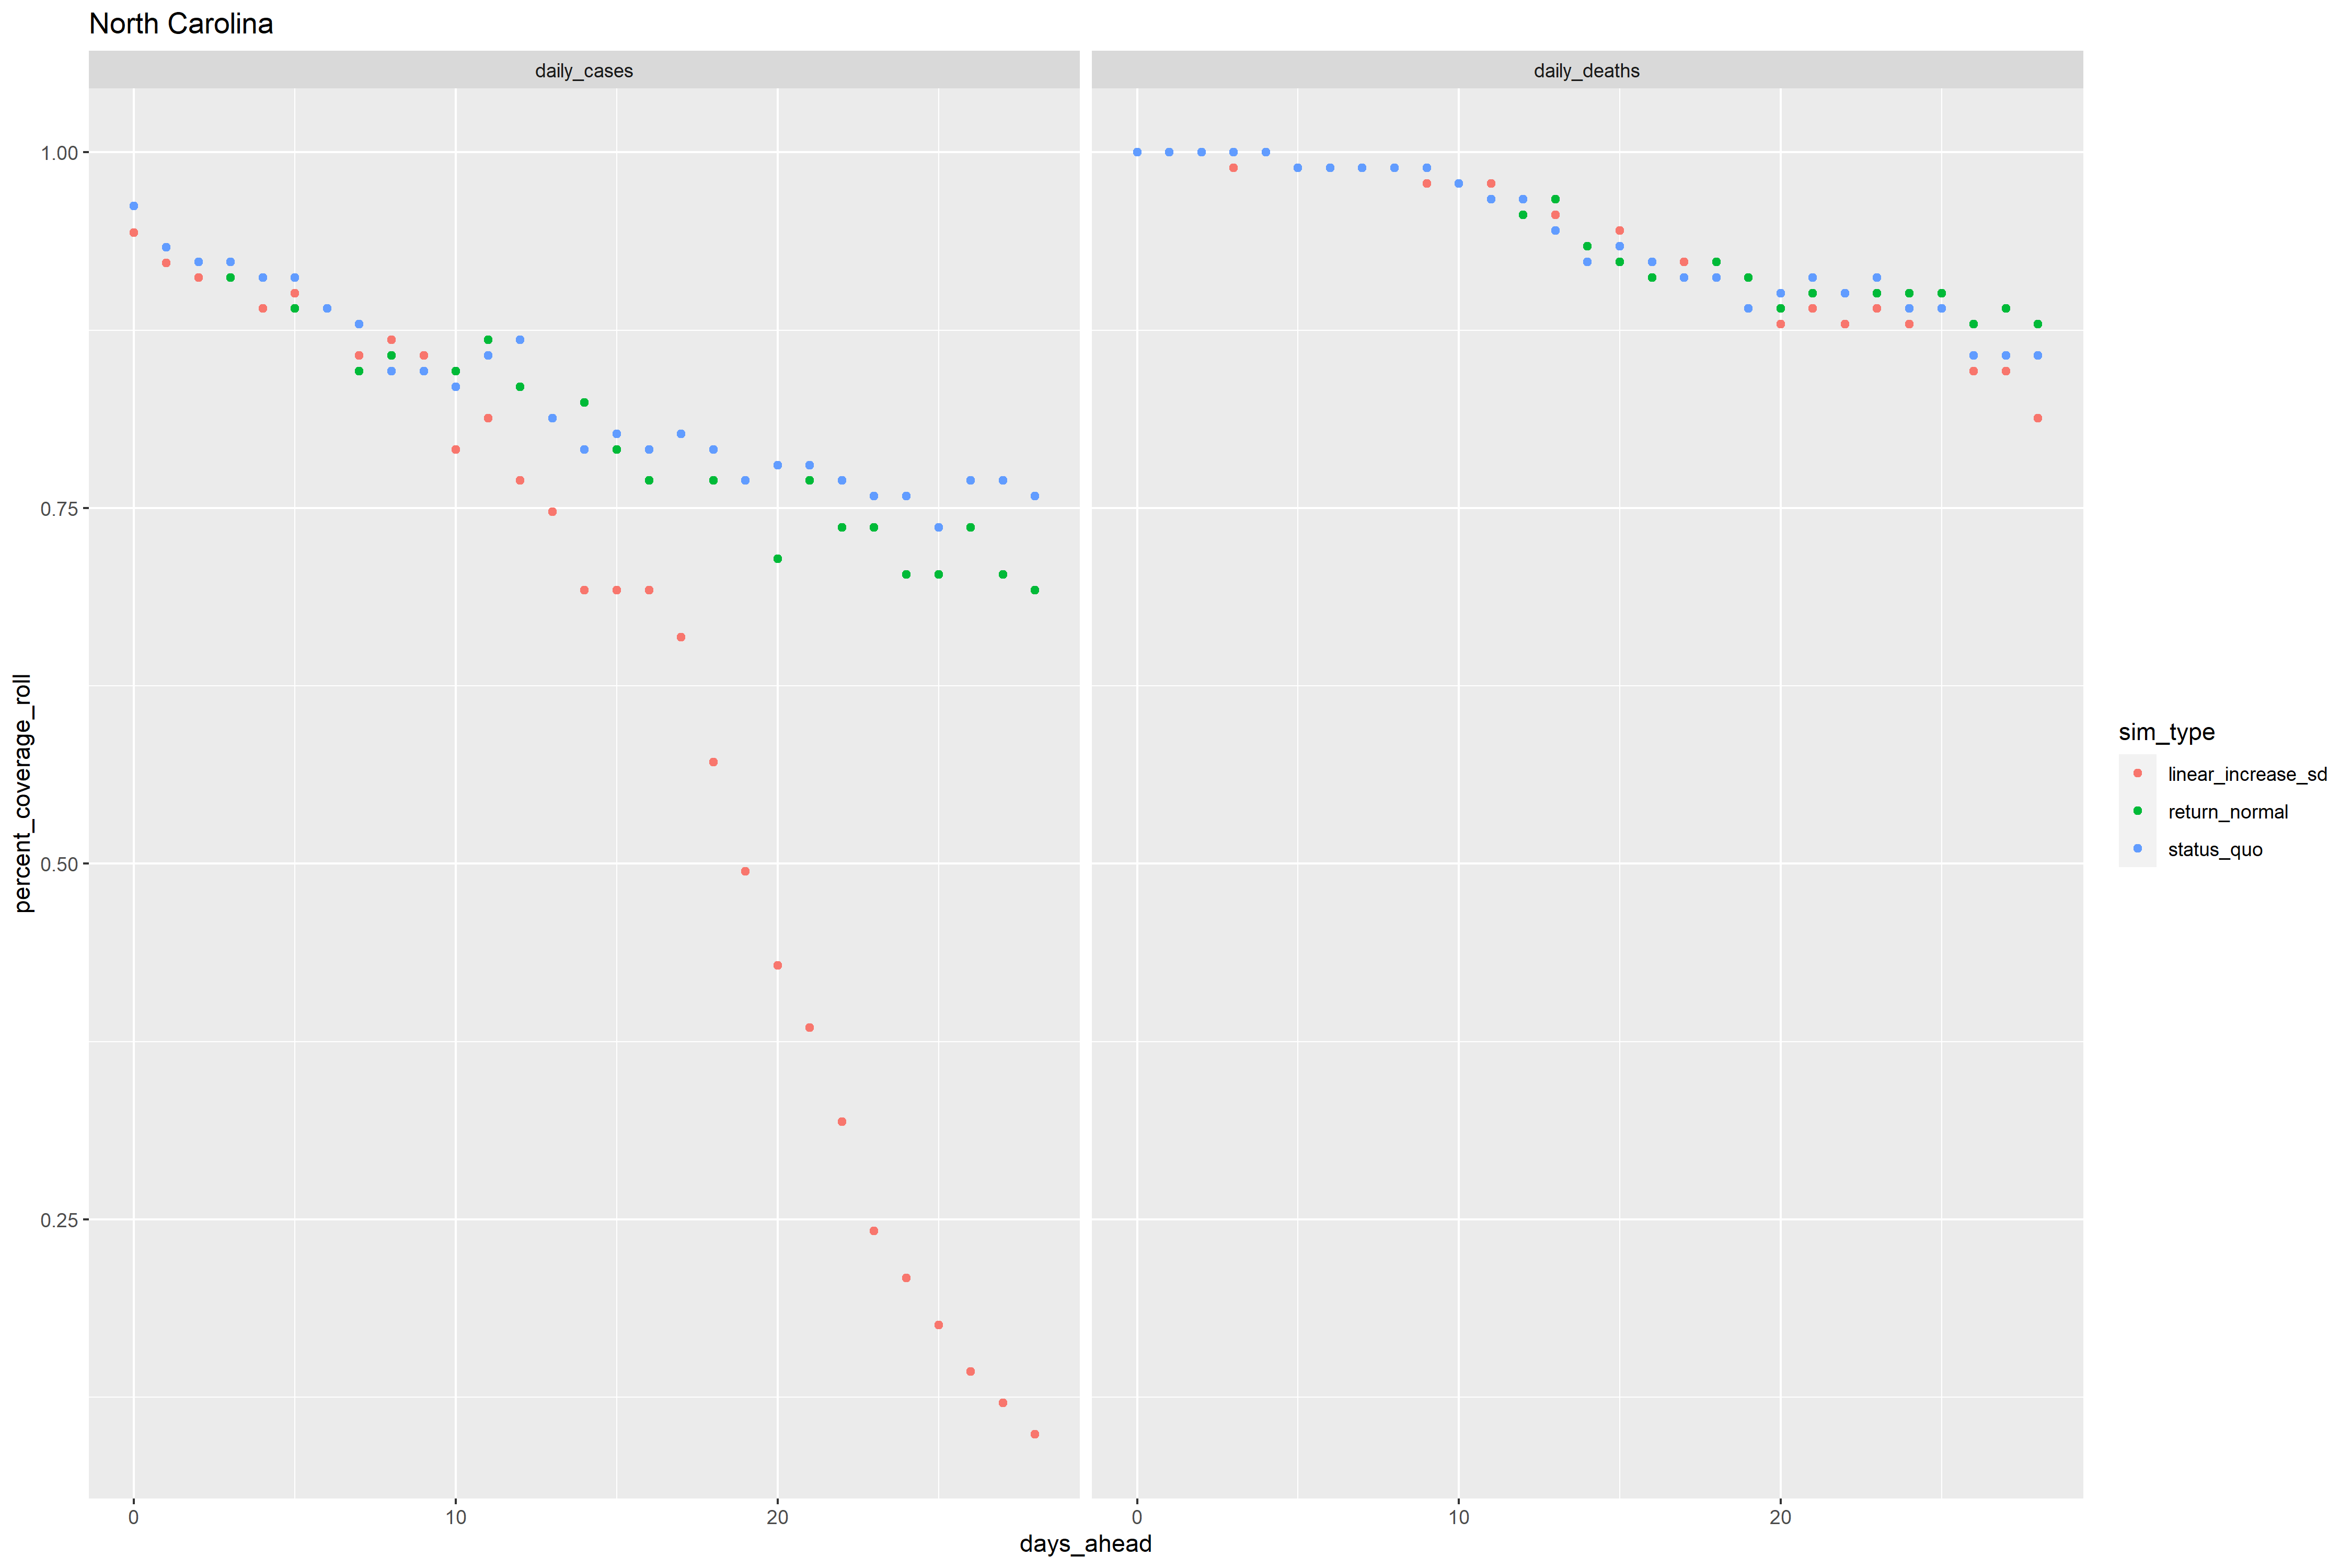 North Carolina
daily_cases
daily_deaths
1.00
0.75
0.50
0.25
percent_coverage_roll
0
10
20
0
10
20
days_ahead
sim_type
linear_increase_sd
return_normal
status_quo